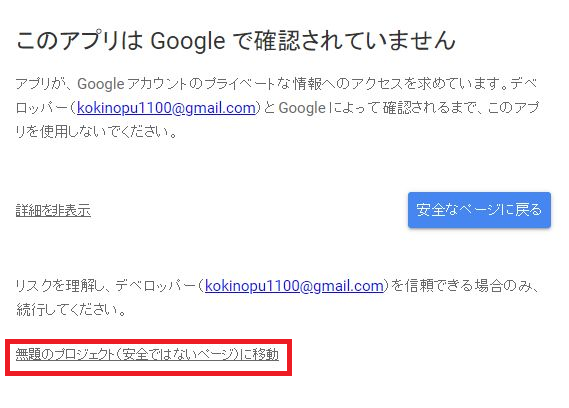 このアプリは Google で確認されていません
アプリが、Google アカウントのプライベートな情報へのアクセスを求めています。デベ
ロッパー（kokinopu1100@gmail.com）と Google によって確認されるまで、このアプ
リを使用しないでください。
詳細を非表示
安全なページに戻る
リスクを理解し、デベロッパー（kokinopu1100@gmail.com）を信頼できる場合のみ、
続行してください。
無題のプロジェクト（安全ではないページ）に移動